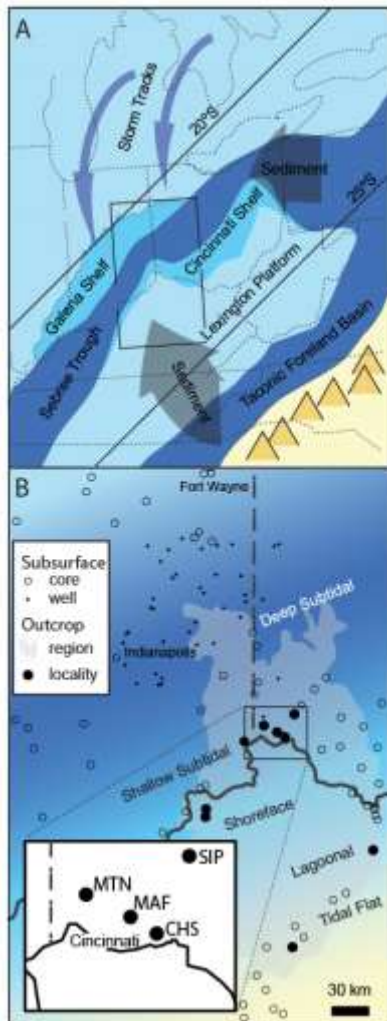 A
Storm Tracks
20°S
Sediment
25°S
Galena Shelf
Cincinnati Shelf
Lexington Platform
Sebree Trough
Sediment
Taconic Foreland Basin
B
Fort Wayne
Subsurface
core
well
Outcrop
region
locality
Deep Subtidal
Indianapolis
Shallow Subtidal
Shoreface
Lagoonal
Tidal Flat
SIP
MTN
MAF
CHS
Cincinnati
30 km